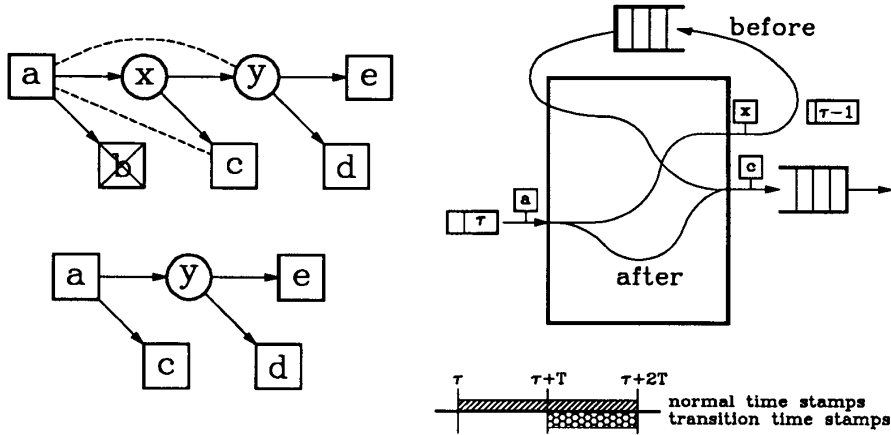 a x y e
b c d
a y e
c d
before
x τ-1
c
a
τ
after
τ τ+T τ+2T
normal time stamps
transition time stamps